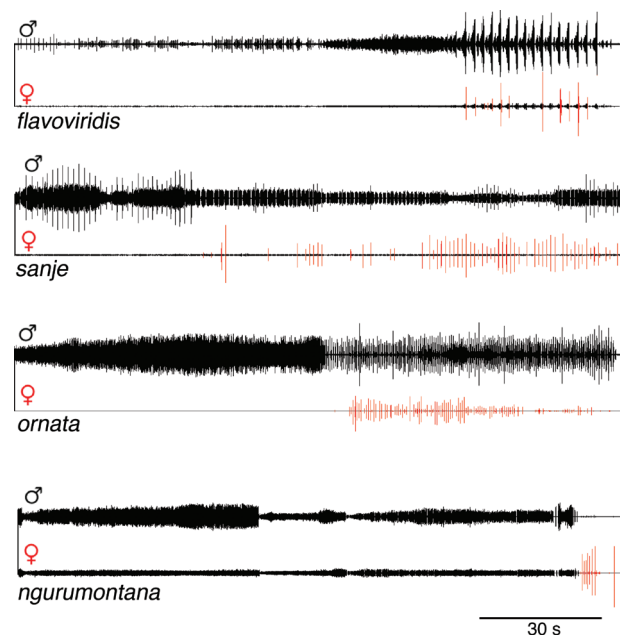 ♂
♀
flavoviridis
♂
♀
sanje
♂
♀
ornata
♂
♀
ngurumontana
30 s